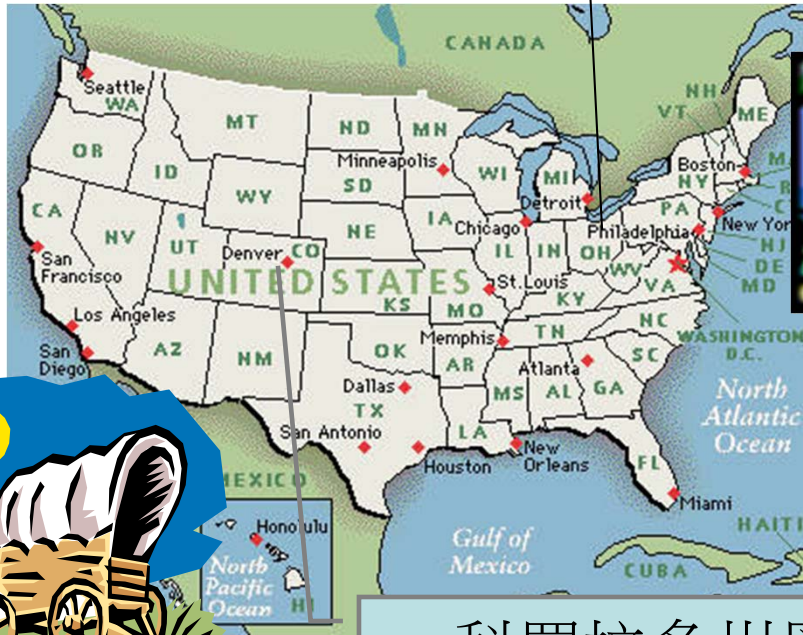 CANADA
Seattle
WA
MT
ND
MN
OR
ID
Minneapolis
WI
MI
NH
VT
ME
SD
WY
Detroit
Boston
NY
CA
NV
UT
NE
IA
Chicago
PA
Philadelphia
New Yor
Denver
CO
IL
IN
OH
NJ
San
Francisco
UNITED STATES
St.Louis
WV
VA
DE
MD
KS
MO
KY
Los Angeles
NC
WASHINGTON
D.C.
San
Diego
AZ
NM
OK
Memphis
TN
AR
SC
Atlanta
Dallas
TX
MS
AL
GA
North
Atlantic
Ocean
San Antonio
LA
Houston
New
Orleans
FL
MEXICO
Miami
Honolulu
Gulf of
Mexico
HAITI
North
Pacific
Ocean
HI
CUBA